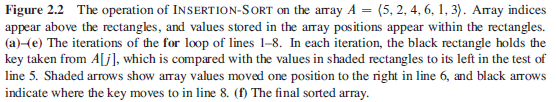 Figure 2.2 The operation of INSERTION-SORT on the array A = ⟨5, 2, 4, 6, 1, 3⟩. Array indices
appear above the rectangles, and values stored in the array positions appear within the rectangles.
(a)–(e) The iterations of the for loop of lines 1–8. In each iteration, the black rectangle holds the
key taken from A[j], which is compared with the values in shaded rectangles to its left in the test of
line 5. Shaded arrows show array values moved one position to the right in line 6, and black arrows
indicate where the key moves to in line 8. (f) The final sorted array.